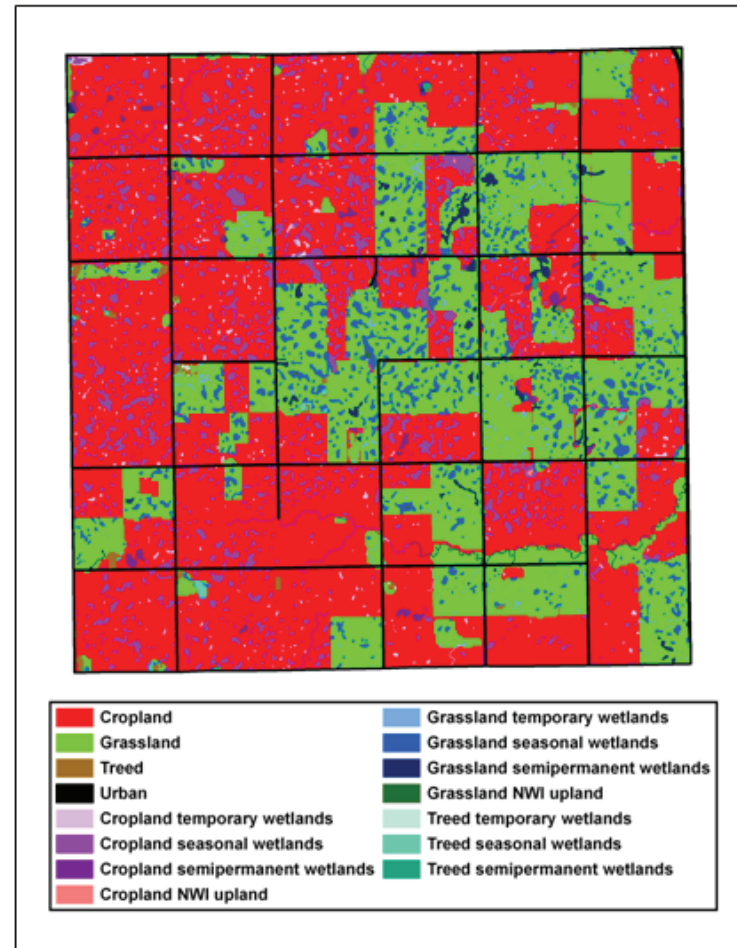 Cropland
Grassland
Treed
Urban
Cropland temporary wetlands
Cropland seasonal wetlands
Cropland semipermanent wetlands
Cropland NWI upland
Grassland temporary wetlands
Grassland seasonal wetlands
Grassland semipermanent wetlands
Grassland NWI upland
Treed temporary wetlands
Treed seasonal wetlands
Treed semipermanent wetlands